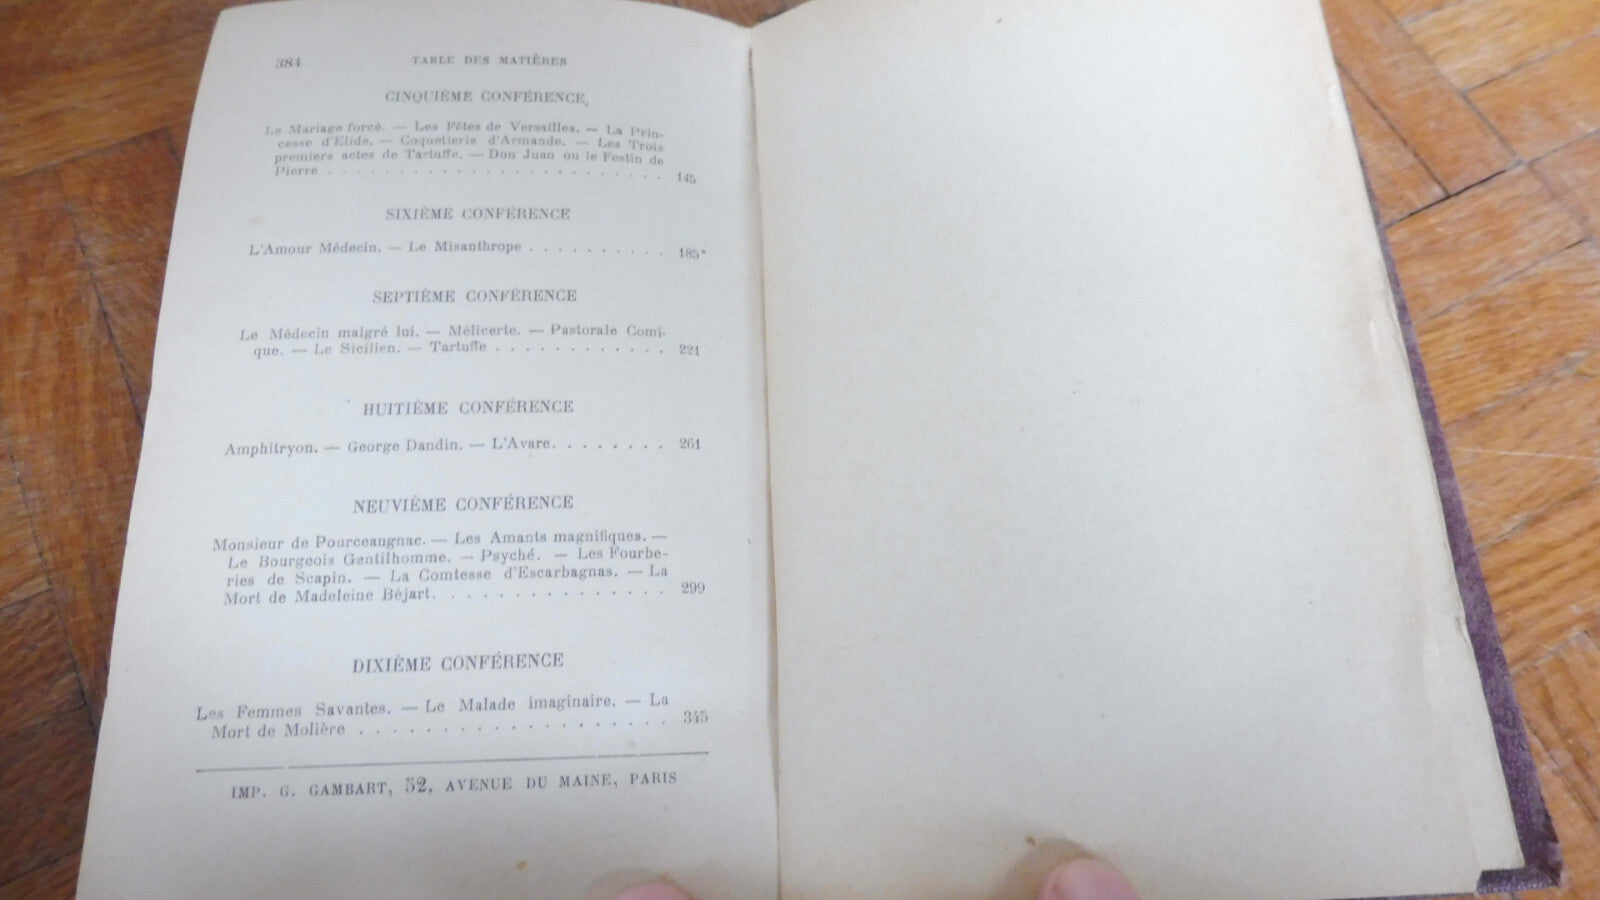 384 TABLE DES MATIÈRES
CINQUIÈME CONFÉRENCE,
Le Mariage forcé. — Les Fêtes de Versailles. — La Prin-
cesse d'Elide. — Coquetterie d'Armande. — Les Trois
premiers actes de Tartuffe. — Don Juan ou le Festin de
Pierre . . . . . . . . . . . . . . . . . . . . . . . . 145
SIXIÈME CONFÉRENCE
L'Amour Médecin. — Le Misanthrope . . . . . . . . . . 185
SEPTIÈME CONFÉRENCE
Le Médecin malgré lui. — Mélicerte. — Pastorale Comi-
que. — Le Sicilien. — Tartuffe . . . . . . . . . . . . 221
HUITIÈME CONFÉRENCE
Amphitryon. — George Dandin. — L'Avare. . . . . . . . 261
NEUVIÈME CONFÉRENCE
Monsieur de Pourceaugnac. — Les Amants magnifiques. —
Le Bourgeois Gentilhomme. — Psyché. — Les Fourbe-
ries de Scapin. — La Comtesse d'Escarbagnas. — La
Mort de Madeleine Béjart. . . . . . . . . . . . . . . 299
DIXIÈME CONFÉRENCE
Les Femmes Savantes. — Le Malade imaginaire. — La
Mort de Molière . . . . . . . . . . . . . . . . . . . 345
IMP. G. GAMBART, 52, AVENUE DU MAINE, PARIS